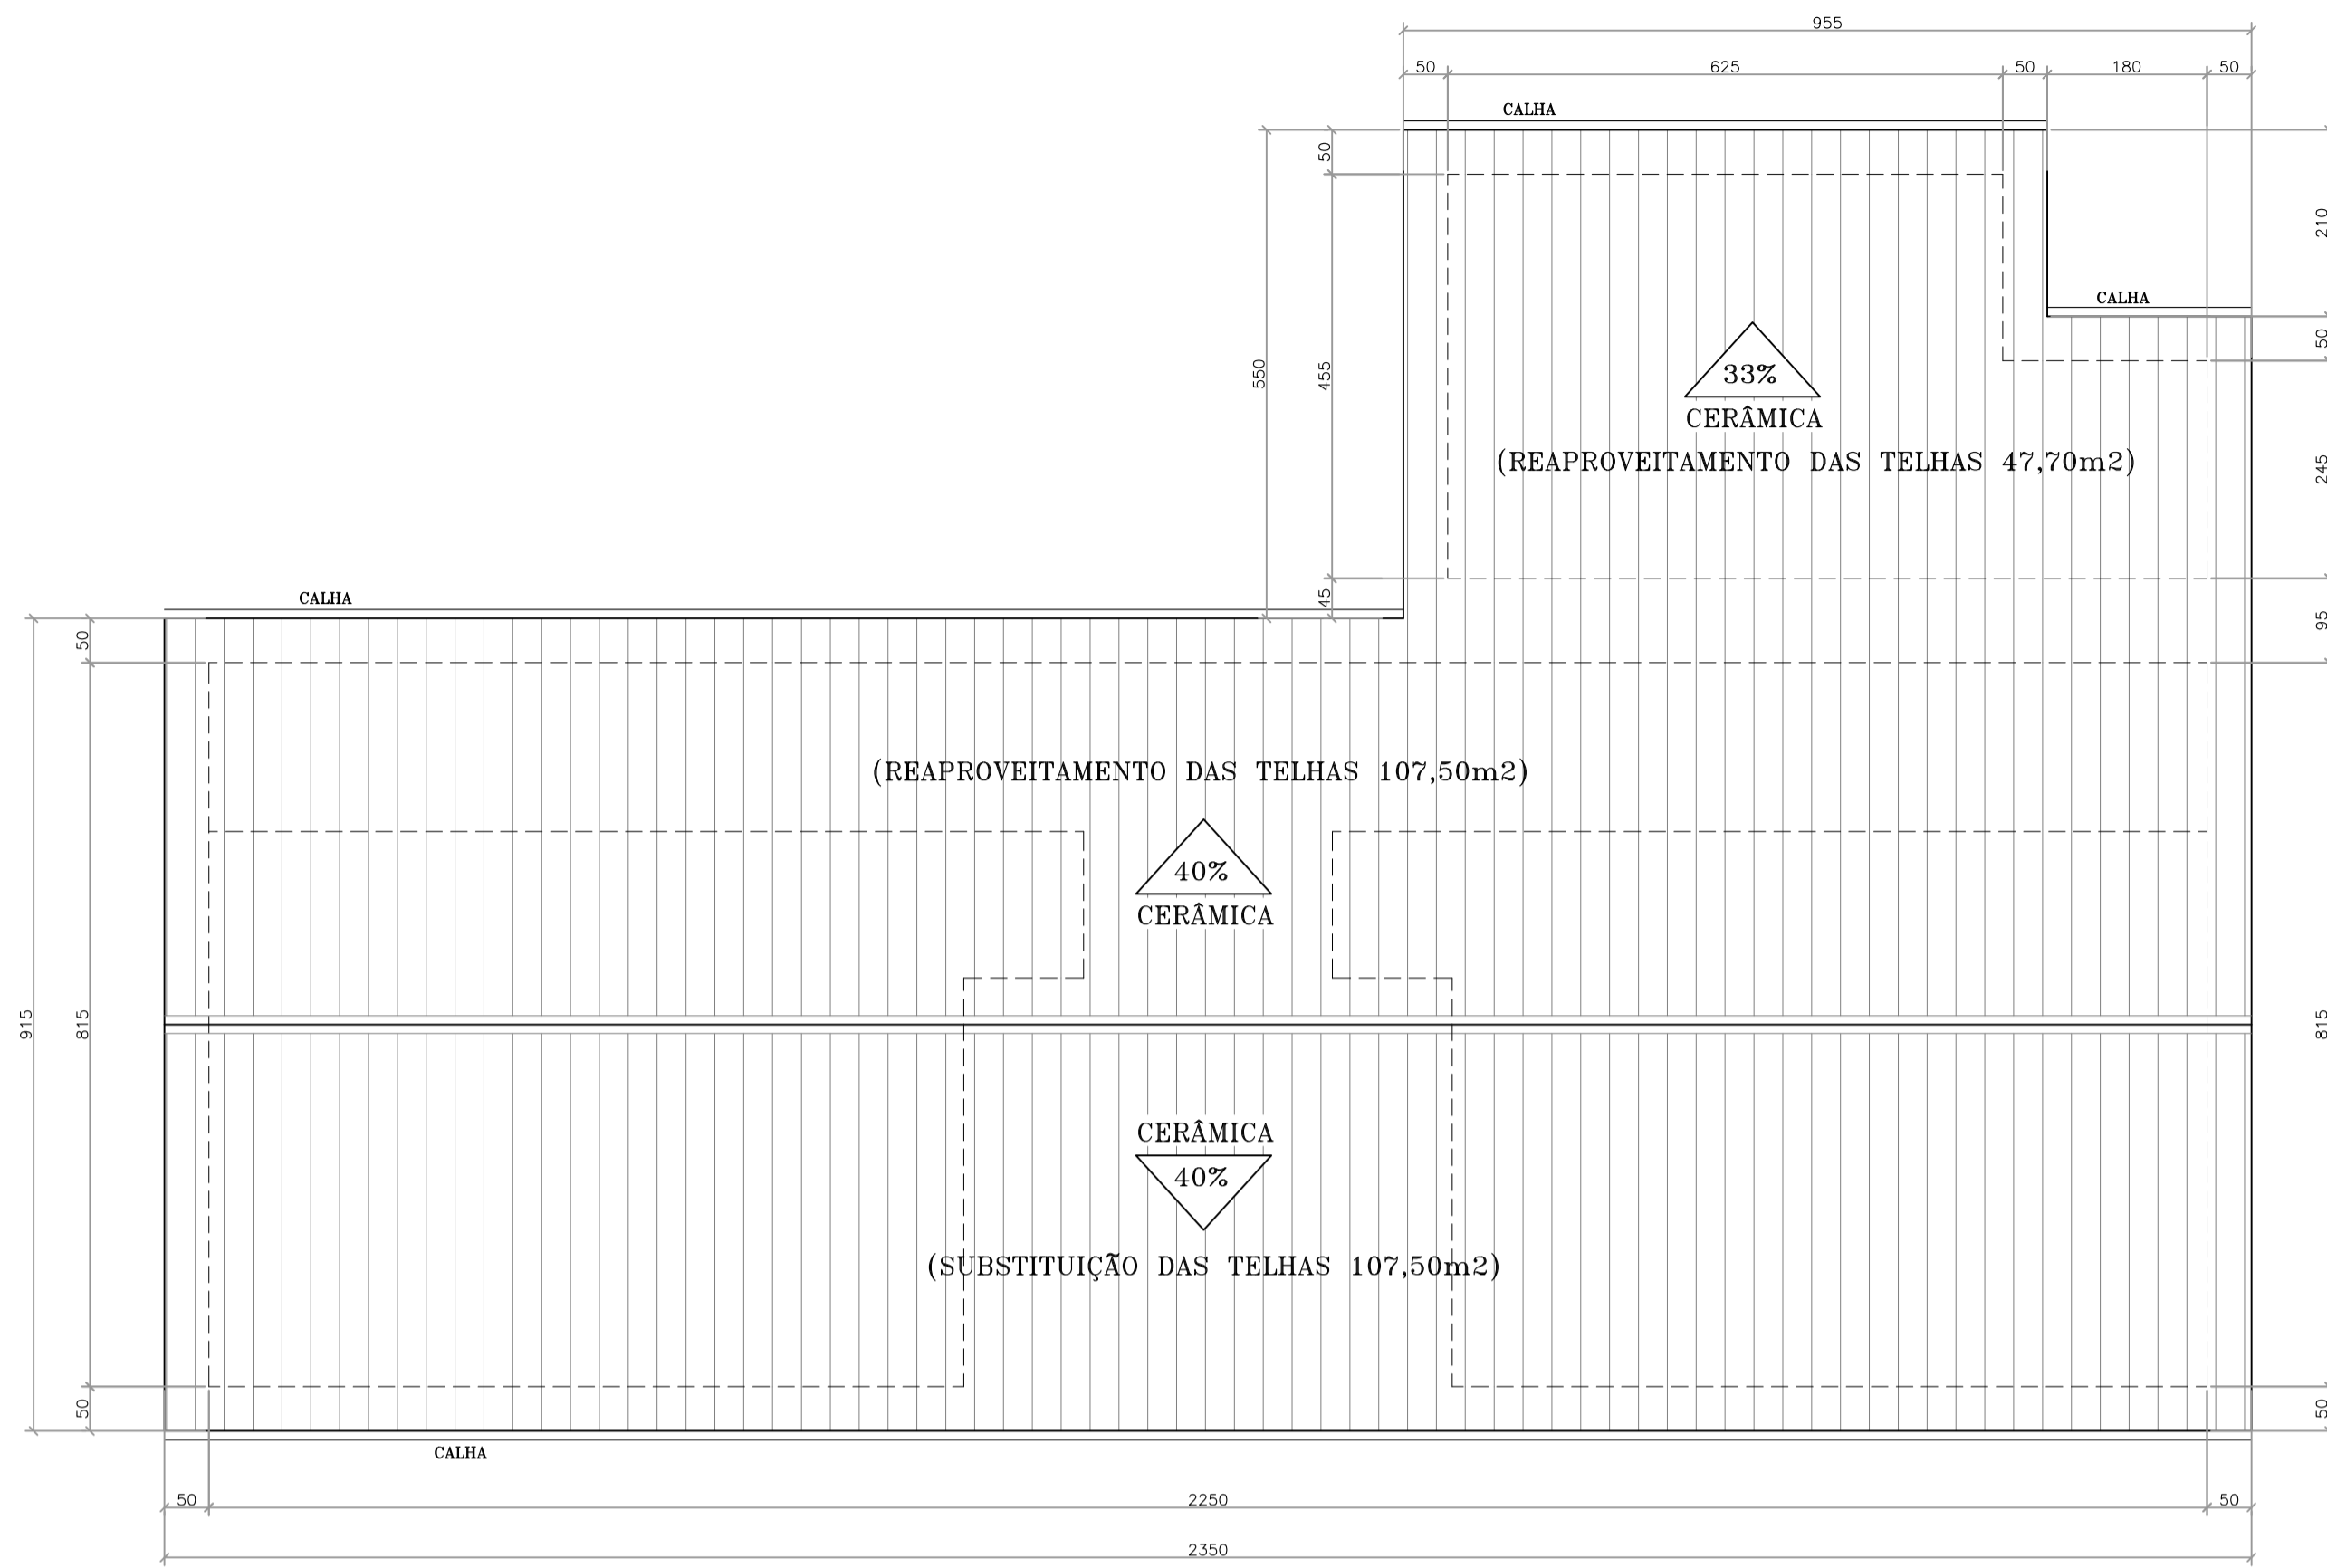 955
50 625 50 180 50
CALHA
50
210
CALHA
50
550
455
33%
CERÂMICA
(REAPROVEITAMENTO DAS TELHAS 47,70m2)
245
45
CALHA
95
50
(REAPROVEITAMENTO DAS TELHAS 107,50m2)
40%
CERÂMICA
915
815
815
CERÂMICA
40%
(SUBSTITUIÇÃO DAS TELHAS 107,50m2)
50
50
CALHA
50 2250 50
2350